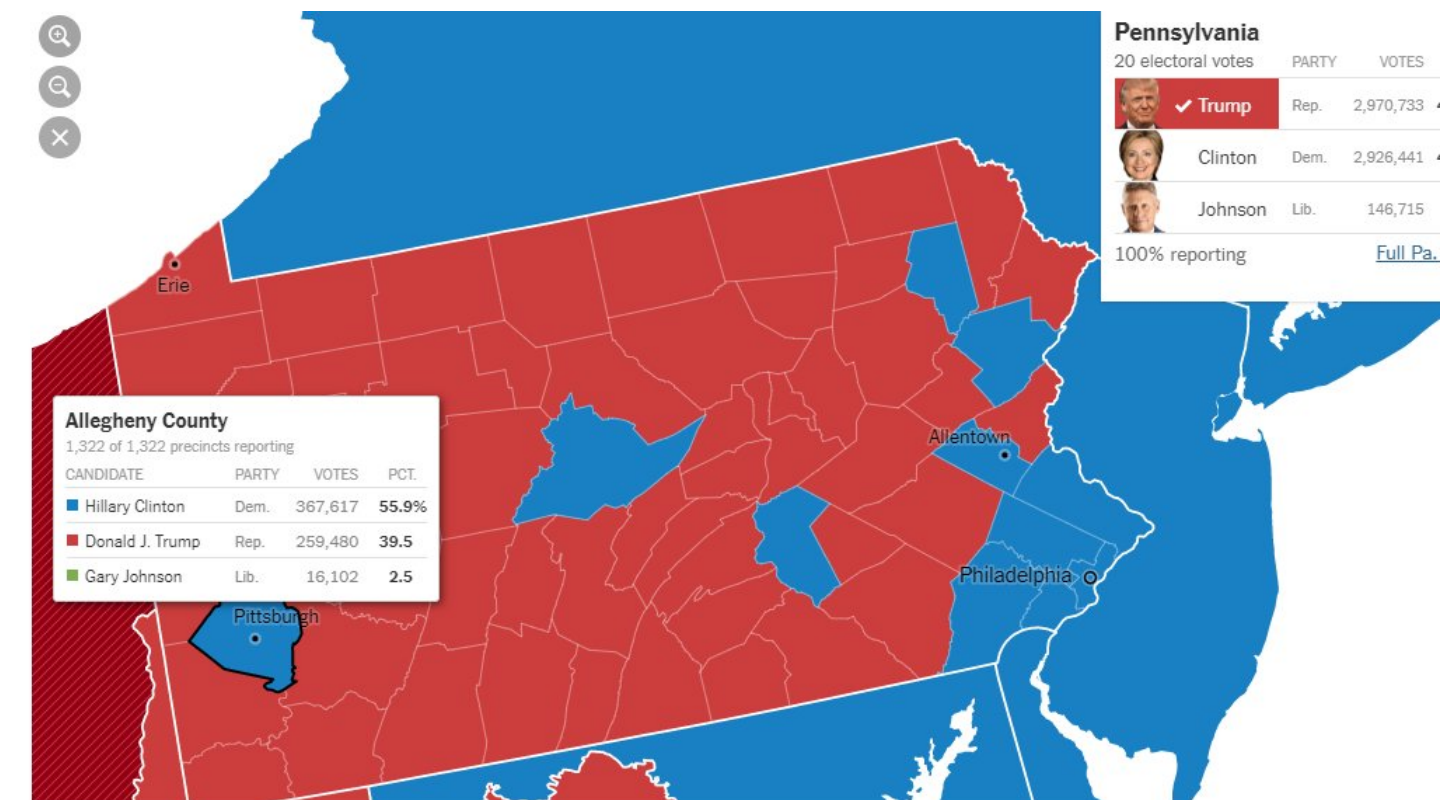 Pennsylvania
20 electoral votes PARTY VOTES
✓ Trump Rep. 2,970,733
Clinton Dem. 2,926,441
Johnson Lib. 146,715
100% reporting Full Pa.
Erie
Allegheny County
1,322 of 1,322 precincts reporting
CANDIDATE PARTY VOTES PCT.
Hillary Clinton Dem. 367,617 55.9%
Donald J. Trump Rep. 259,480 39.5
Gary Johnson Lib. 16,102 2.5
Allentown
Philadelphia
Pittsburgh